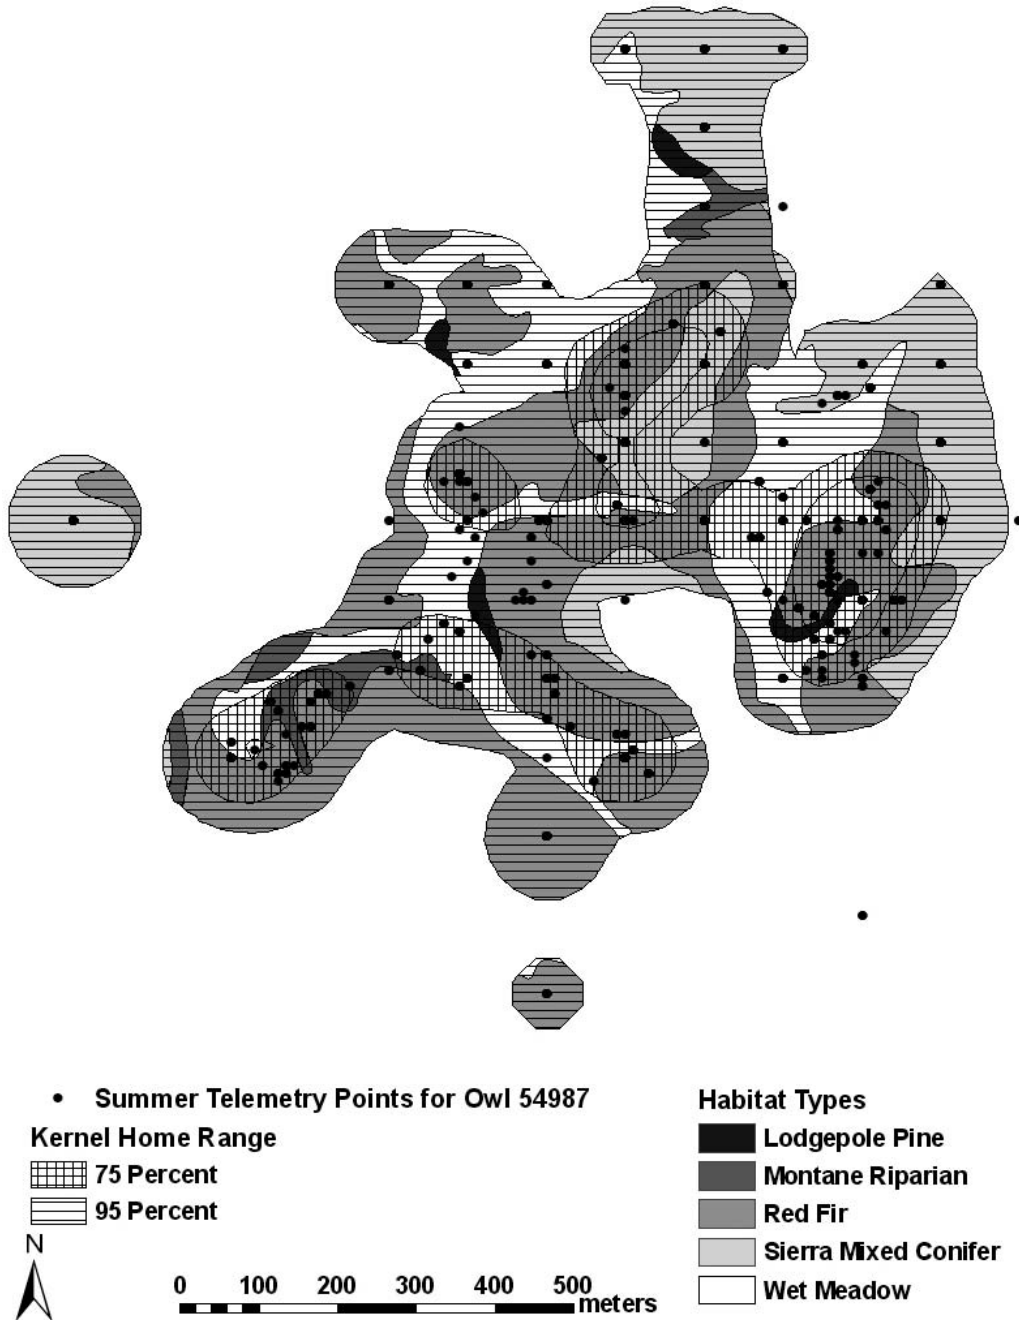 Summer Telemetry Points for Owl 54987
Kernel Home Range
75 Percent
95 Percent
N
0 100 200 300 400 500 meters
Habitat Types
Lodgepole Pine
Montane Riparian
Red Fir
Sierra Mixed Conifer
Wet Meadow